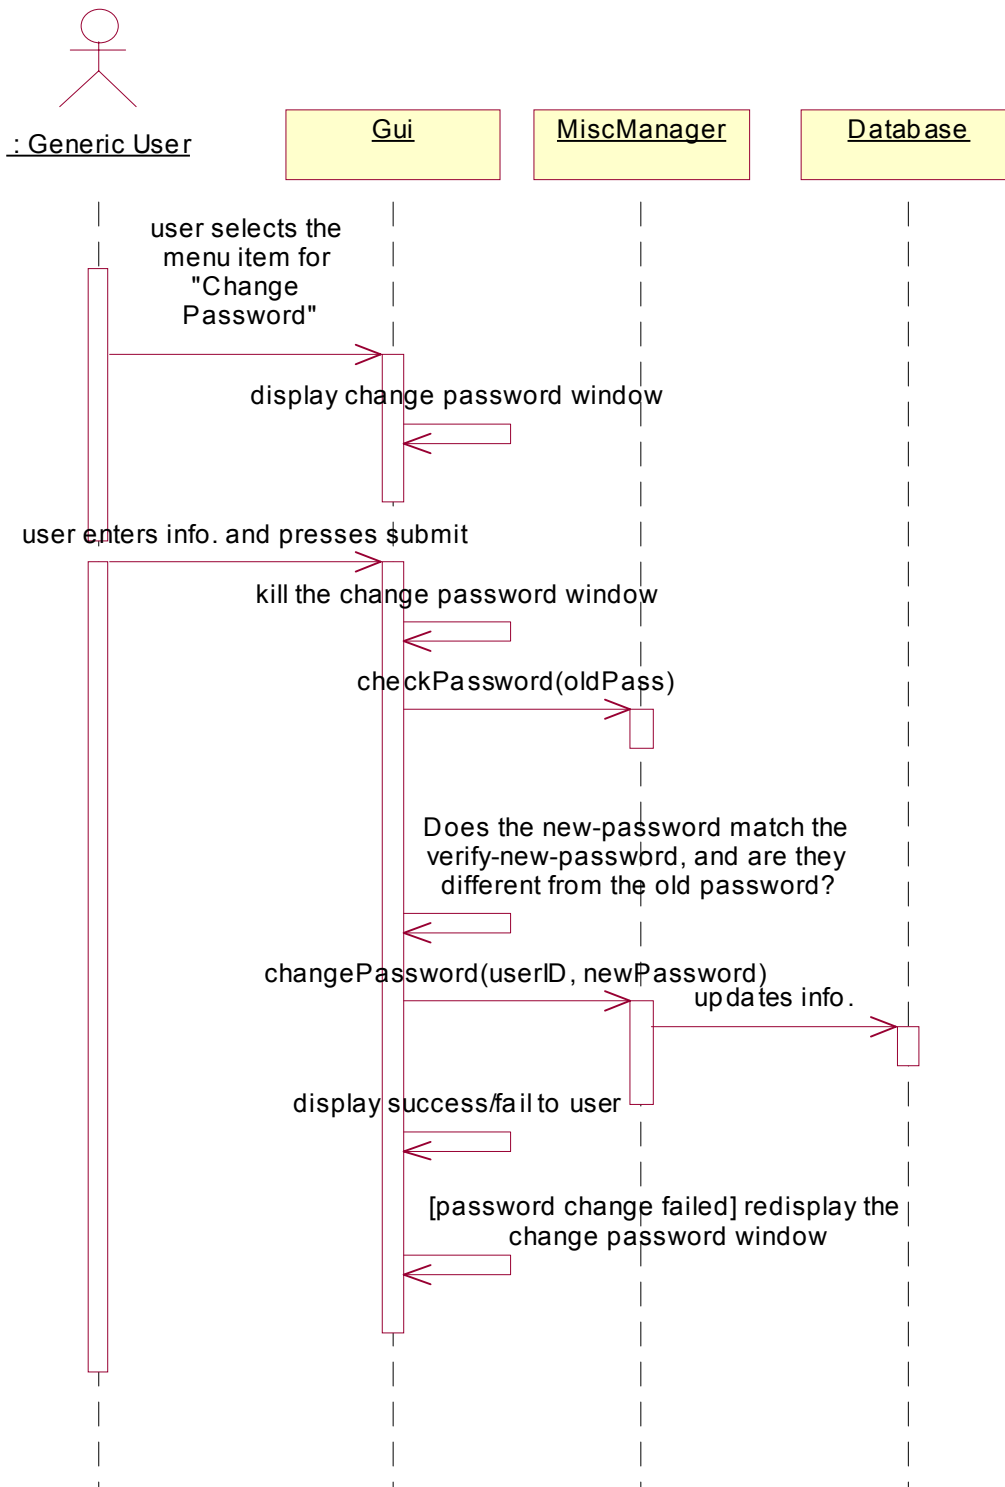 : Generic User
Gui
MiscManager
Database
user selects the
menu item for
"Change
Password"
display change password window
user enters info. and presses submit
kill the change password window
checkPassword(oldPass)
Does the new-password match the
verify-new-password, and are they
different from the old password?
changePassword(userID, newPassword)
updates info.
display success/fail to user
[password change failed] redisplay the
change password window